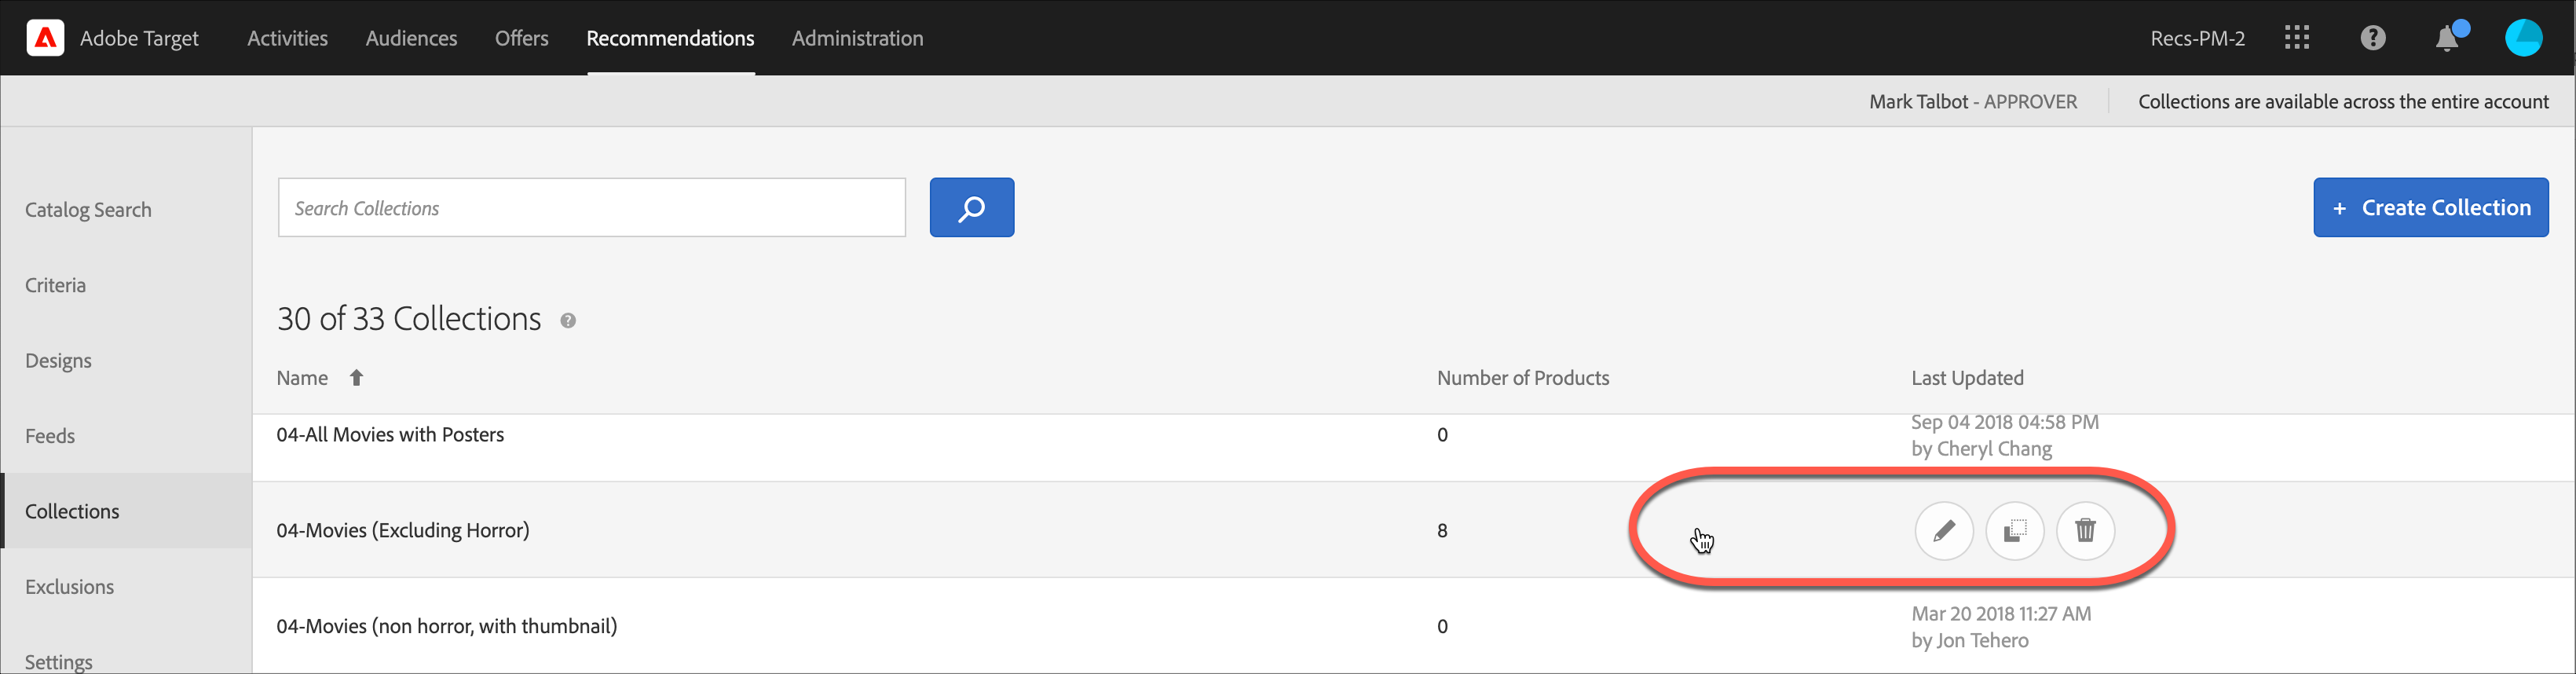 Adobe Target Activities Audiences Offers Recommendations Administration Recs-PM-2
Mark Talbot - APPROVER Collections are available across the entire account
Catalog Search
Criteria
Designs
Feeds
Collections
Exclusions
Settings
Search Collections
+ Create Collection
30 of 33 Collections ?
Name Number of Products Last Updated
04-All Movies with Posters 0 Sep 04 2018 04:58 PM
by Cheryl Chang
04-Movies (Excluding Horror) 8
04-Movies (non horror, with thumbnail) 0 Mar 20 2018 11:27 AM
by Jon Tehero